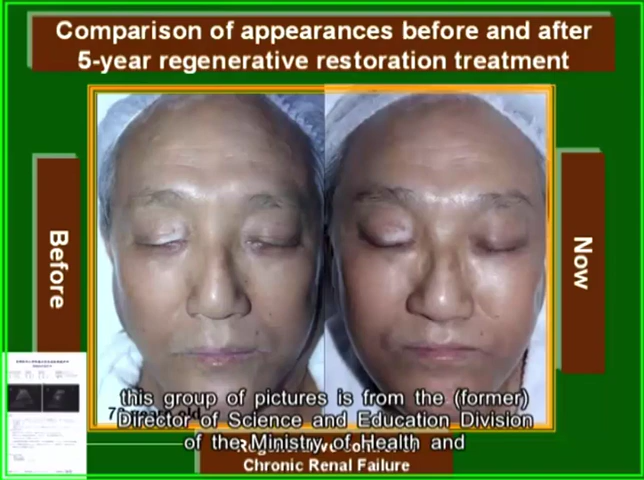 Comparison of appearances before and after
5-year regenerative restoration treatment
Before
Now
this group of pictures is from the (former)
Director of Science and Education Division
of the Ministry of Health and
Chronic Renal Failure